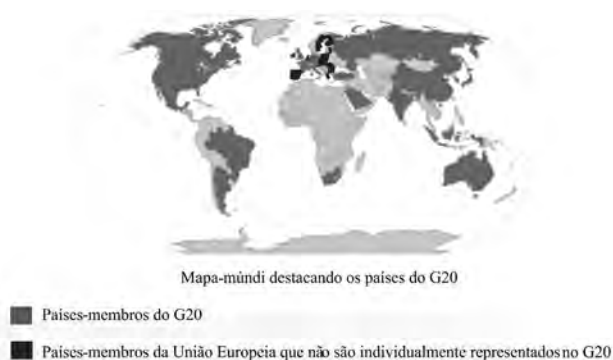 Mapa-múndi destacando os países do G20
Países-membros do G20
Países-membros da União Europeia que não são individualmente representados no G20